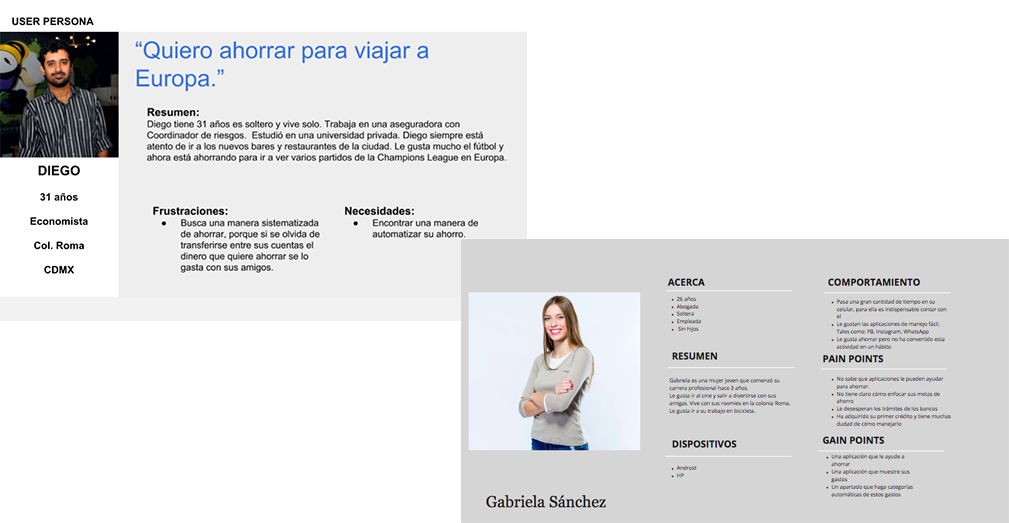 USER PERSONA
“Quiero ahorrar para viajar a
Europa.”
Resumen:
Diego tiene 31 años es soltero y vive solo. Trabaja en una aseguradora con
Coordinador de riesgos. Estudió en una universidad privada. Diego siempre está
atento de ir a los nuevos bares y restaurantes de la ciudad. Le gusta mucho el fútbol y
ahora está ahorrando para ir a ver varios partidos de la Champions League en Europa.
DIEGO
31 años
Economista
Col. Roma
CDMX
Frustraciones:
● Busca una manera sistematizada
de ahorrar, porque si se olvida de
transferirse entre sus cuentas el
dinero que quiere ahorrar se lo
gasta con sus amigos.
Necesidades:
● Encontrar una manera de
automatizar su ahorro.
Gabriela Sánchez
ACERCA
• 26 años
• Abogada
• Soltera
• Empleada
• Sin hijos
RESUMEN
Gabriela es una mujer joven que comenzó su
carrera profesional hace 3 años.
Le gusta ir al cine y salir a divertirse con sus
amigas. Vive con sus roomies en la colonia Roma.
Le gusta ir a su trabajo en bicicleta.
DISPOSITIVOS
• Android
• HP
COMPORTAMIENTO
• Pasa una gran cantidad de tiempo en su
celular, para ella es indispensable contar con
el
• Le gustan las aplicaciones de manejo fácil.
Tales como: FB, Instagram, WhatsApp
• Le gusta ahorrar pero no ha convertido esta
actividad en un hábito
PAIN POINTS
• No sabe que aplicaciones le pueden ayudar
para ahorrar.
• No tiene claro cómo enfocar sus metas de
ahorro
• Le desesperan los trámites de los bancos
• Ha adquirido su primer crédito y tiene muchas
dudad de cómo manejarlo
GAIN POINTS
• Una aplicación que le ayude a
ahorrar
• Una aplicación que muestre sus
gastos
• Un apartado que haga categorías
automáticas de estos gastos